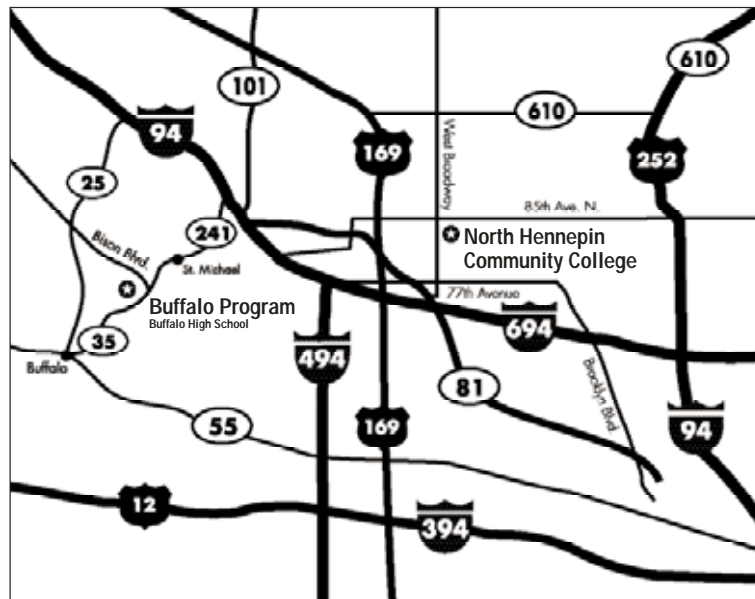 610
101
94
610
169
West Broadway
252
25
85th Ave. N.
241
Bison Blvd.
North Hennepin
Community College
St. Michael
77th Avenue
Buffalo Program
Buffalo High School
694
35
494
Buffalo
81
Brooklyn Blvd.
55
169
94
12
394